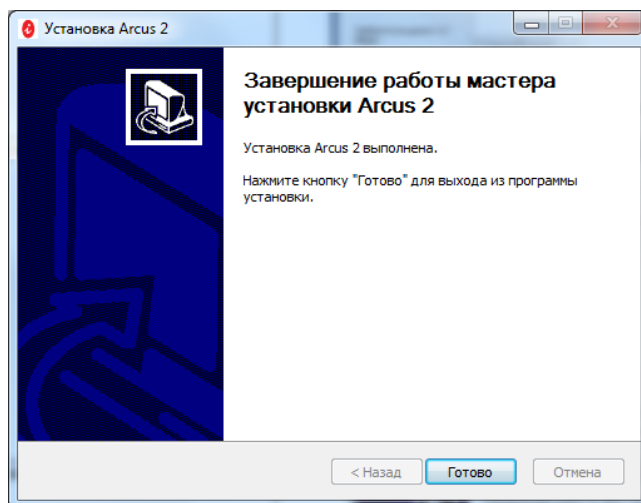 Установка Arcus 2
Завершение работы мастера
установки Arcus 2
Установка Arcus 2 выполнена.
Нажмите кнопку "Готово" для выхода из программы
установки.
< Назад
Готово
Отмена